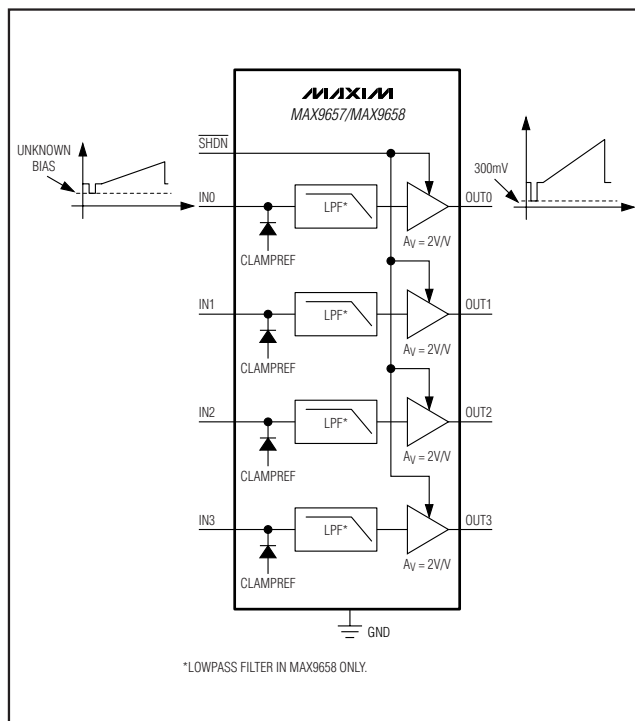 MAXIM
MAX9657/MAX9658
SHDN
UNKNOWN
BIAS
300mV
IN0
LPF*
OUT0
CLAMPREF
AV = 2V/V
IN1
LPF*
OUT1
CLAMPREF
AV = 2V/V
IN2
LPF*
OUT2
CLAMPREF
AV = 2V/V
IN3
LPF*
OUT3
CLAMPREF
AV = 2V/V
GND
*LOWPASS FILTER IN MAX9658 ONLY.